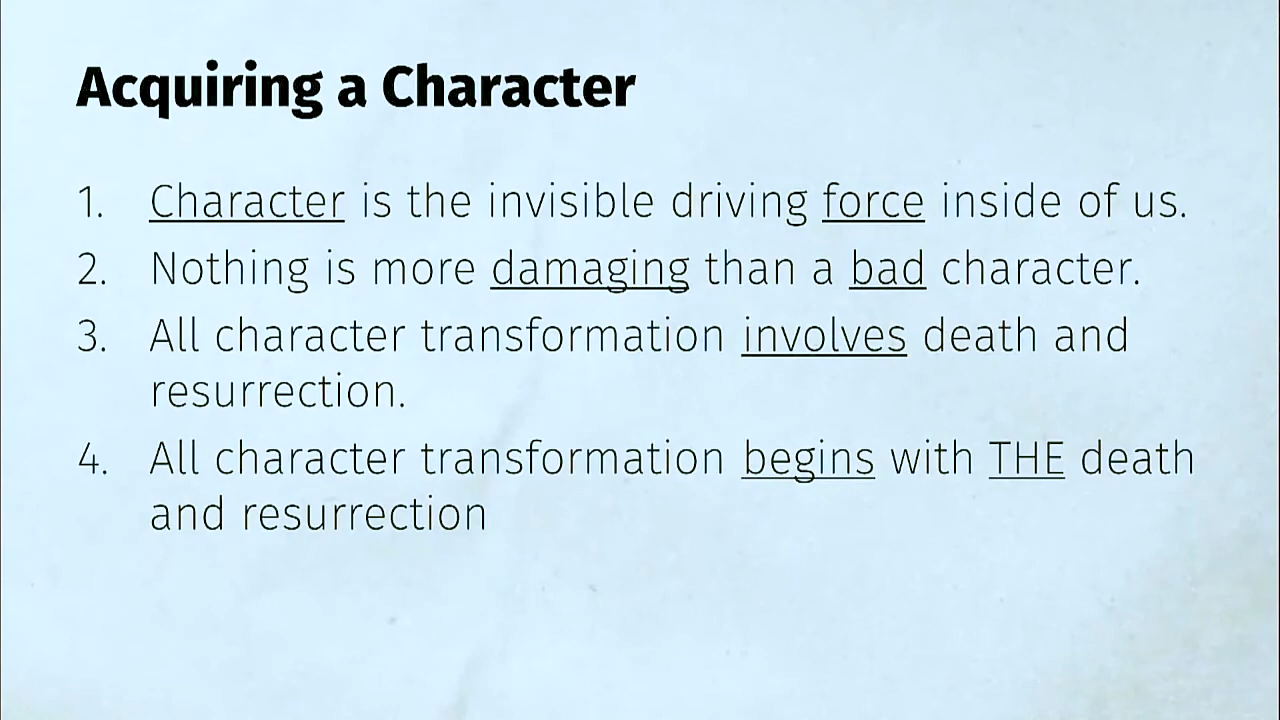 Acquiring a Character
1. Character is the invisible driving force inside of us.
2. Nothing is more damaging than a bad character.
3. All character transformation involves death and
resurrection.
4. All character transformation begins with THE death
and resurrection